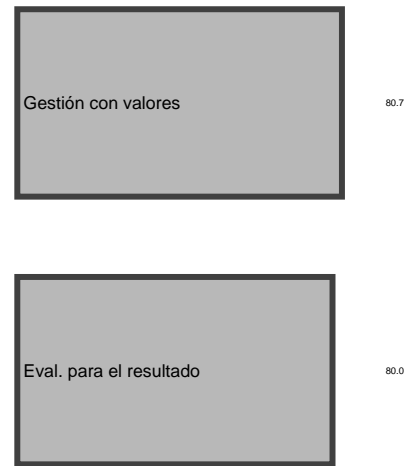 Gestión con valores 80.7
Eval. para el resultado 80.0